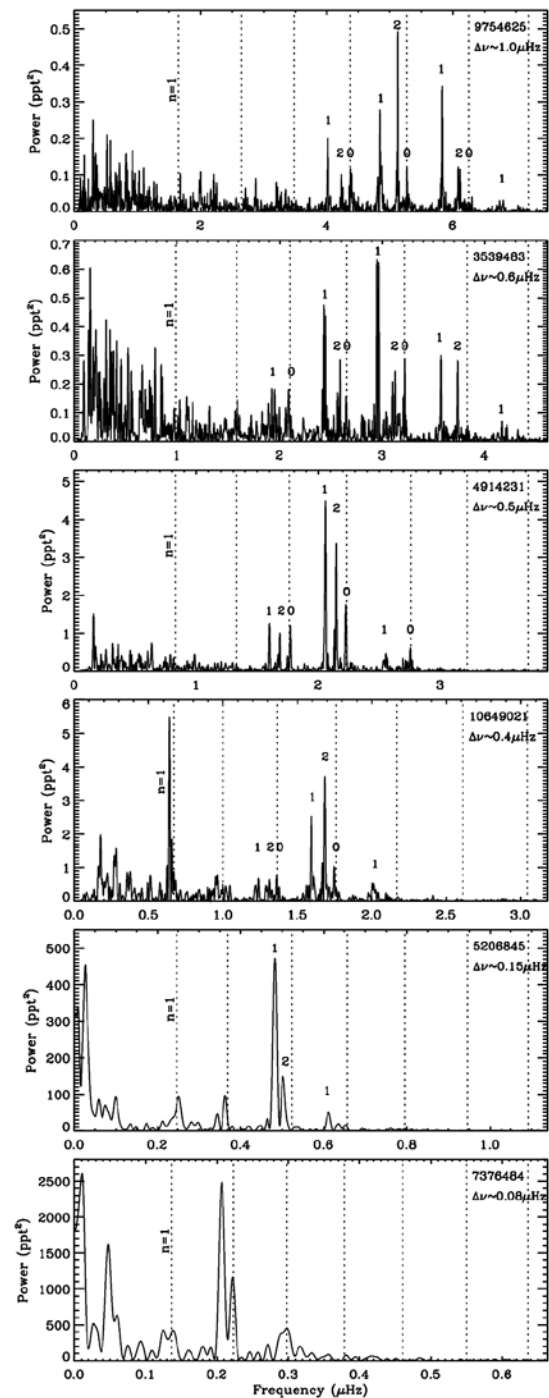 9754625
Δν~1.0μHz
Power (ppt²)
0.5
0.4
0.3
0.2
0.1
0.0
n=1
1 2 0 1 2 0 1 2 0 1
0 2 4 6
3539483
Δν~0.6μHz
Power (ppt²)
0.7
0.6
0.5
0.4
0.3
0.2
0.1
0.0
n=1
1 0 1 2 0 1 2 0 1 2 1
0 1 2 3 4
4914231
Δν~0.5μHz
Power (ppt²)
5
4
3
2
1
0
n=1
1 2 0 1 2 0 1 0
0 1 2 3
10649021
Δν~0.4μHz
Power (ppt²)
6
5
4
3
2
1
0
n=1
1 2 0 1 2 0 1
0.0 0.5 1.0 1.5 2.0 2.5 3.0
5206845
Δν~0.15μHz
Power (ppt²)
500
400
300
200
100
0
n=1
1 2 1
0.0 0.2 0.4 0.6 0.8 1.0
7376484
Δν~0.08μHz
Power (ppt²)
2500
2000
1500
1000
500
0
n=1
0.0 0.1 0.2 0.3 0.4 0.5 0.6
Frequency (μHz)